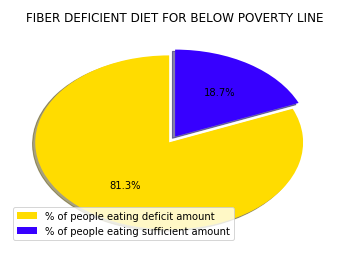 FIBER DEFICIENT DIET FOR BELOW POVERTY LINE
18.7%
81.3%
% of people eating deficit amount
% of people eating sufficient amount